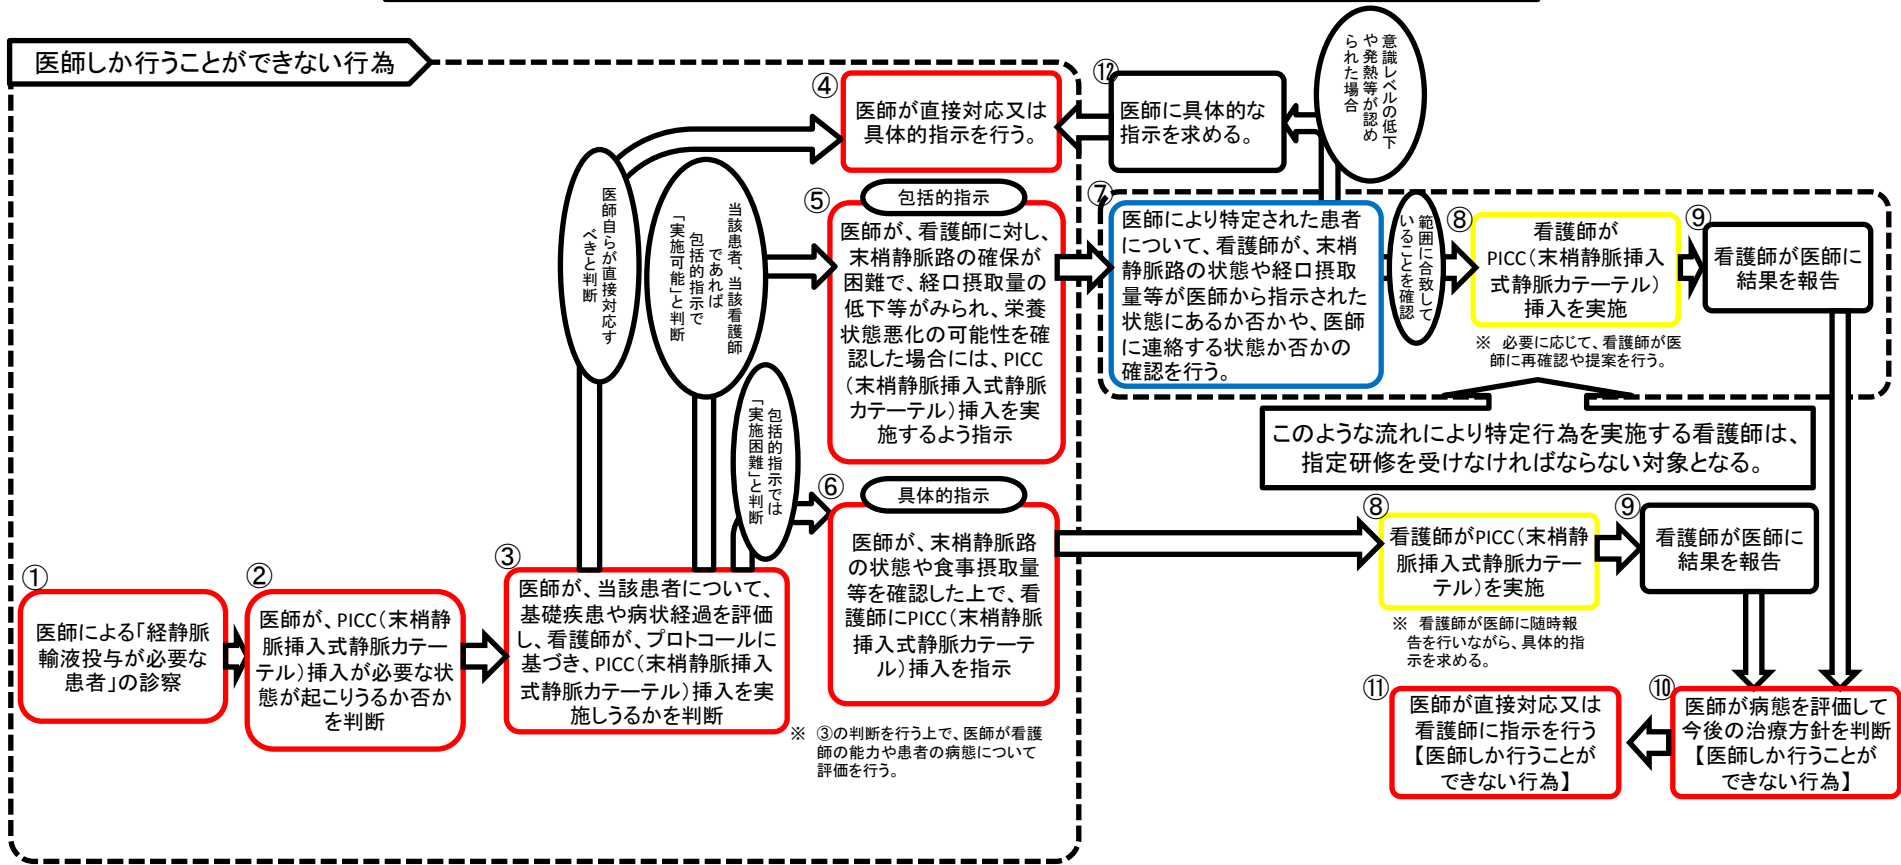 医師しか行うことができない行為
①
医師による「経静脈
輸液投与が必要な
患者」の診察
②
医師が、PICC(末梢静
脈挿入式静脈カテー
テル)挿入が必要な状
態が起こりうるか否か
を判断
③
医師が、当該患者について、
基礎疾患や病状経過を評価
し、看護師が、プロトコールに
基づき、PICC(末梢静脈挿入
式静脈カテーテル)挿入を実
施しうるかを判断
※ ③の判断を行う上で、医師が看護
師の能力や患者の病態について
評価を行う。
医師自らが直接対応す
べきと判断
当該患者、当該看護師
であれば
包括的指示で
「実施可能」と判断
包括的指示では
「実施困難」と判断
④
医師が直接対応又は
具体的指示を行う。
⑤
包括的指示
医師が、看護師に対し、
末梢静脈路の確保が
困難で、経口摂取量の
低下等がみられ、栄養
状態悪化の可能性を確
認した場合には、PICC
(末梢静脈挿入式静脈
カテーテル)挿入を実
施するよう指示
⑥
具体的指示
医師が、末梢静脈路
の状態や食事摂取量
等を確認した上で、看
護師にPICC(末梢静脈
挿入式静脈カテーテ
ル)挿入を指示
⑫
医師に具体的な
指示を求める。
意識レベルの低下
や発熱等が認め
られた場合
⑦
医師により特定された患者
について、看護師が、末梢
静脈路の状態や経口摂取
量等が医師から指示された
状態にあるか否かや、医師
に連絡する状態か否かの
確認を行う。
範囲に合致して
いることを確認
⑧
看護師が
PICC(末梢静脈挿入
式静脈カテーテル)
挿入を実施
※ 必要に応じて、看護師が医
師に再確認や提案を行う。
⑨
看護師が医師に
結果を報告
このような流れにより特定行為を実施する看護師は、
指定研修を受けなければならない対象となる。
⑧
看護師がPICC(末梢静
脈挿入式静脈カテー
テル)を実施
※ 看護師が医師に随時報
告を行いながら、具体的指
示を求める。
⑨
看護師が医師に
結果を報告
⑩
医師が病態を評価して
今後の治療方針を判断
【医師しか行うことが
できない行為】
⑪
医師が直接対応又は
看護師に指示を行う
【医師しか行うことが
できない行為】